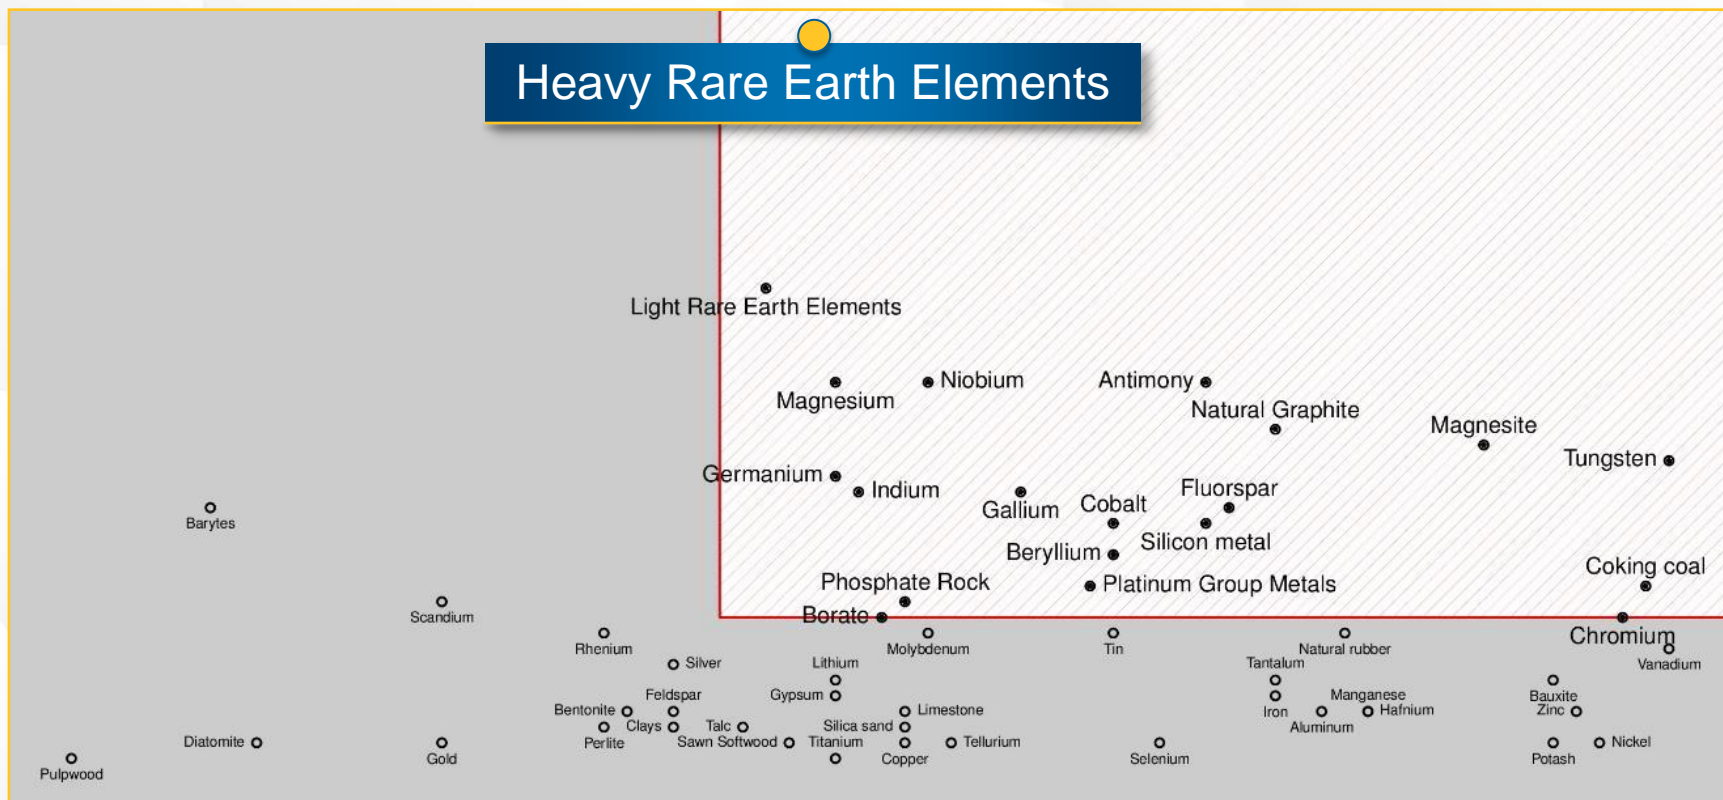 Heavy Rare Earth Elements
Light Rare Earth Elements
Niobium
Antimony
Magnesium
Natural Graphite
Magnesite
Tungsten
Germanium
Indium
Fluorspar
Gallium
Cobalt
Barytes
Silicon metal
Beryllium
Coking coal
Phosphate Rock
Platinum Group Metals
Borate
Scandium
Chromium
Rhenium
Molybdenum
Tin
Natural rubber
Silver
Lithium
Tantalum
Vanadium
Feldspar
Gypsum
Manganese
Bauxite
Bentonite
Limestone
Iron
Hafnium
Zinc
Clays
Talc
Silica sand
Aluminum
Diatomite
Perlite
Sawn Softwood
Titanium
Tellurium
Nickel
Gold
Copper
Selenium
Potash
Pulpwood